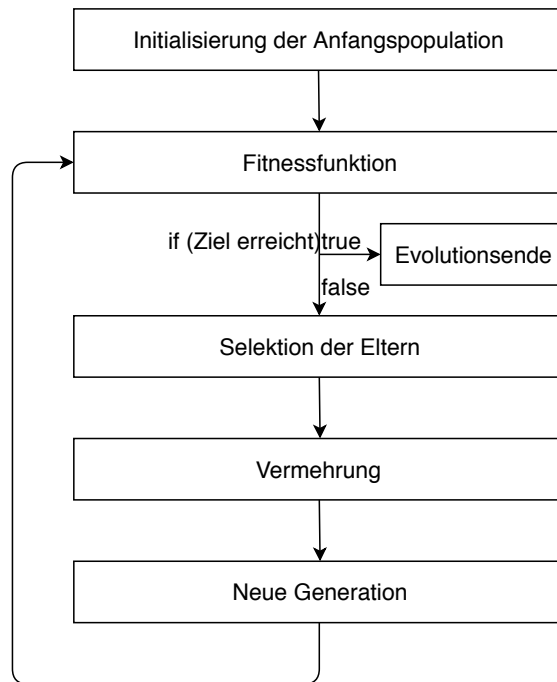 Initialisierung der Anfangspopulation
Fitnessfunktion
if (Ziel erreicht)true
Evolutionsende
false
Selektion der Eltern
Vermehrung
Neue Generation